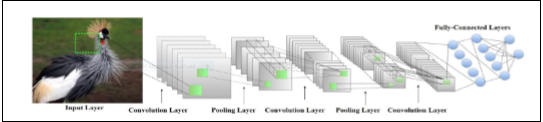 Fully-Connected Layers
Input Layer
Convolution Layer
Pooling Layer
Convolution Layer
Pooling Layer
Convolution Layer